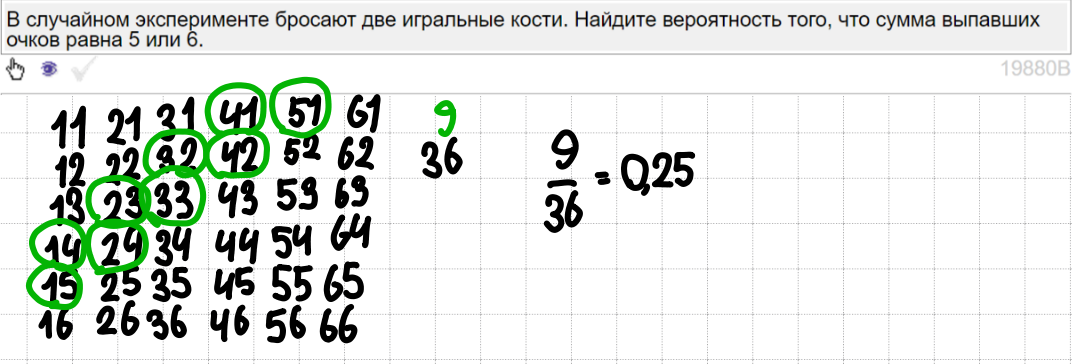 В случайном эксперименте бросают две игральные кости. Найдите вероятность того, что сумма выпавших
очков равна 5 или 6.
19880B
11 21 31 41 51 61 9
12 22 32 42 52 62 36
13 23 33 43 53 63
14 24 34 44 54 64
15 25 35 45 55 65
16 26 36 46 56 66
9/36 = 0,25